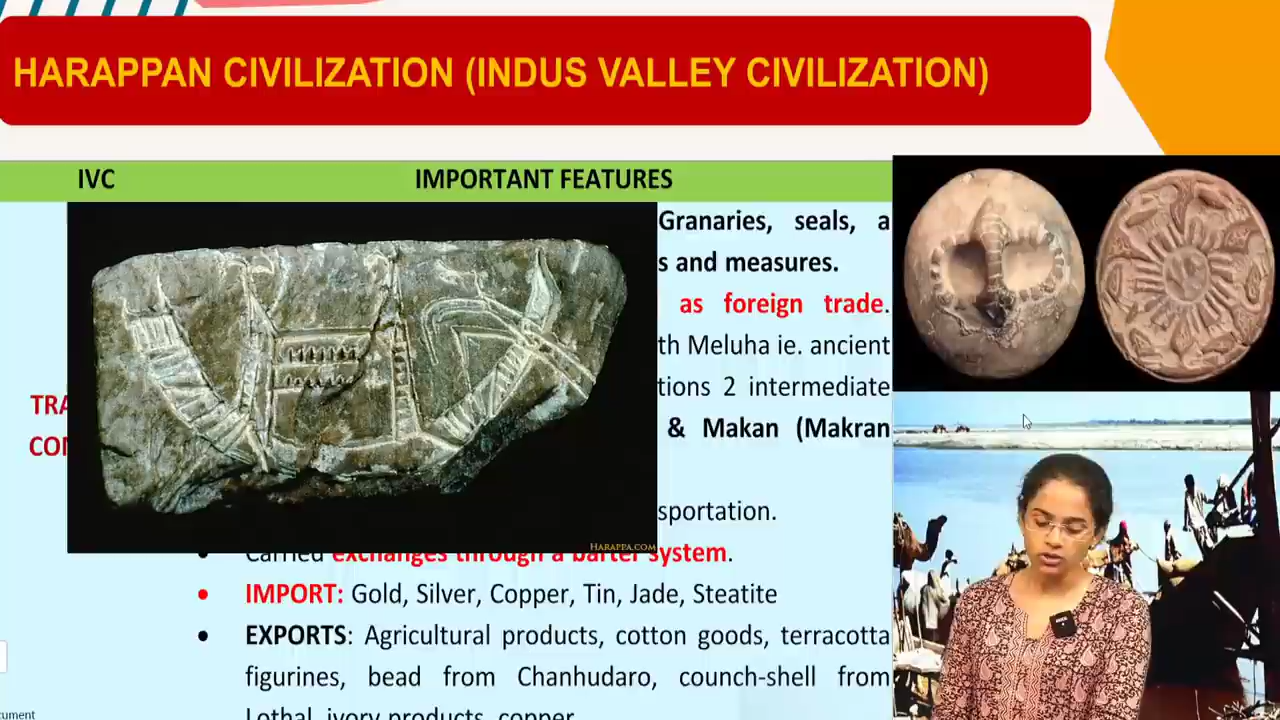 HARAPPAN CIVILIZATION (INDUS VALLEY CIVILIZATION)
IVC IMPORTANT FEATURES
Granaries, seals, a
s and measures.
as foreign trade.
th Meluha ie. ancient
tions 2 intermediate
TRA
& Makan (Makran
CON
sportation.
HARAPPA.COM
Carried exchanges through a barter system.
• IMPORT: Gold, Silver, Copper, Tin, Jade, Steatite
• EXPORTS: Agricultural products, cotton goods, terracotta
figurines, bead from Chanhudaro, counch-shell from
Lothal, ivory products, copper
cument